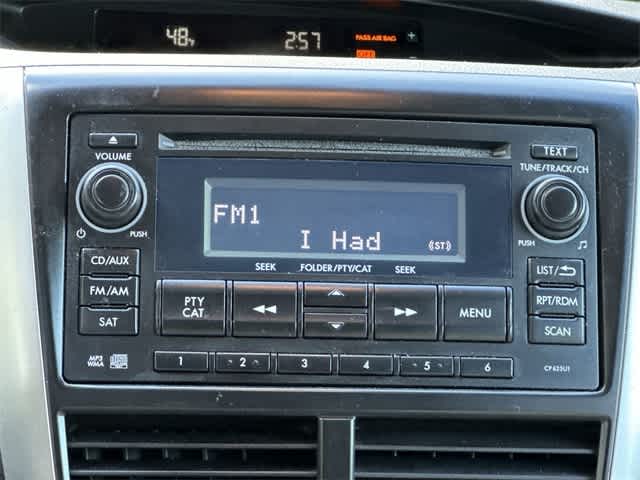 48°F 2:57 PASS AIR BAG +
OFF −
VOLUME TEXT
TUNE/TRACK/CH
FM1
I Had (ST)
PUSH PUSH
SEEK FOLDER/PTY/CAT SEEK
CD/AUX LIST/
FM/AM PTY CAT MENU RPT/RDM
SAT SCAN
MP3 WMA 1 2 3 4 5 6 CP635U1